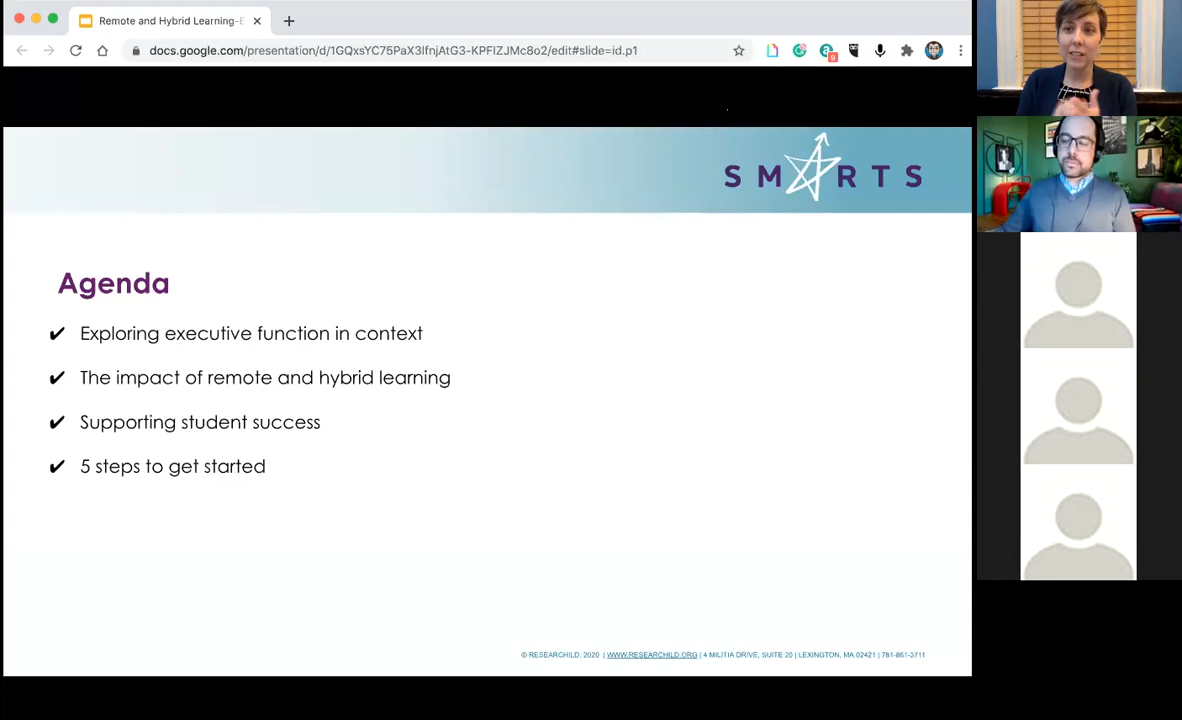 Remote and Hybrid Learning-E
docs.google.com/presentation/d/1GQxsYC75PaX3IfnjAtG3-KPFIZJMc8o2/edit#slide=id.p1
9
SMARTS
Agenda
✔ Exploring executive function in context
✔ The impact of remote and hybrid learning
✔ Supporting student success
✔ 5 steps to get started
© RESEARCHILD, 2020 | WWW.RESEARCHILD.ORG | 4 MILITIA DRIVE, SUITE 20 | LEXINGTON, MA 02421 | 781-861-3711